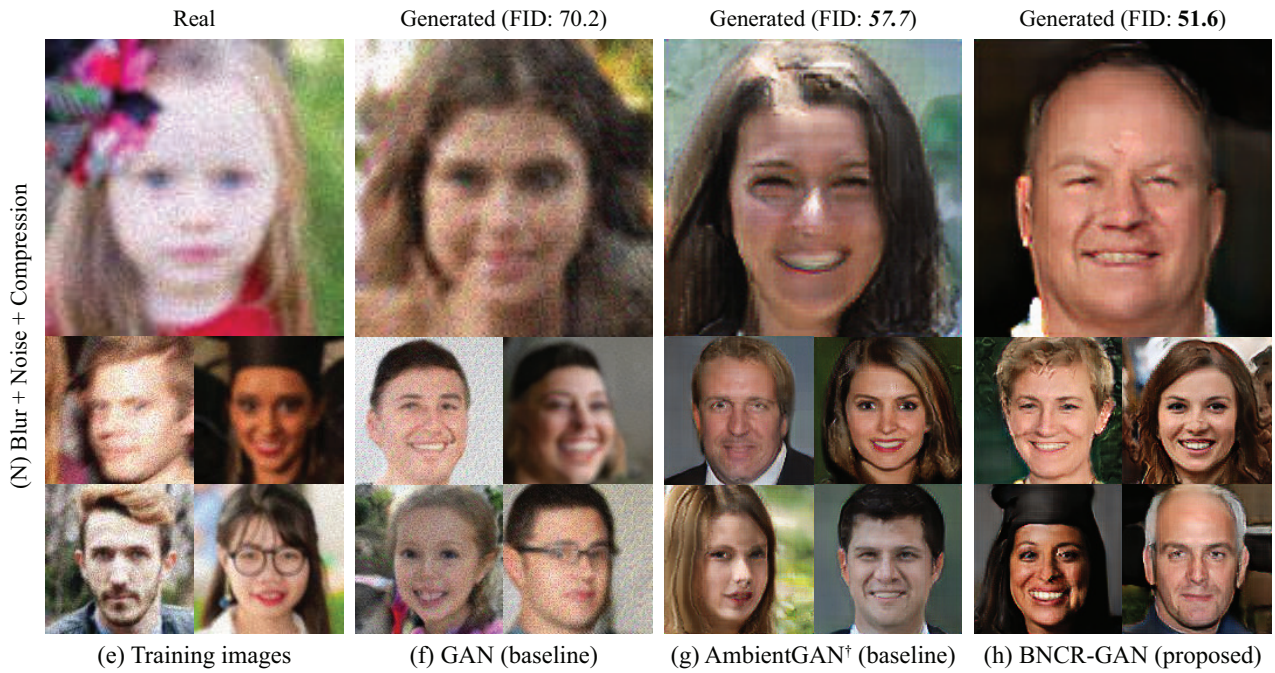 Real
Generated (FID: 70.2)
Generated (FID: 57.7)
Generated (FID: 51.6)
(N) Blur + Noise + Compression
(e) Training images
(f) GAN (baseline)
(g) AmbientGAN† (baseline)
(h) BNCR-GAN (proposed)